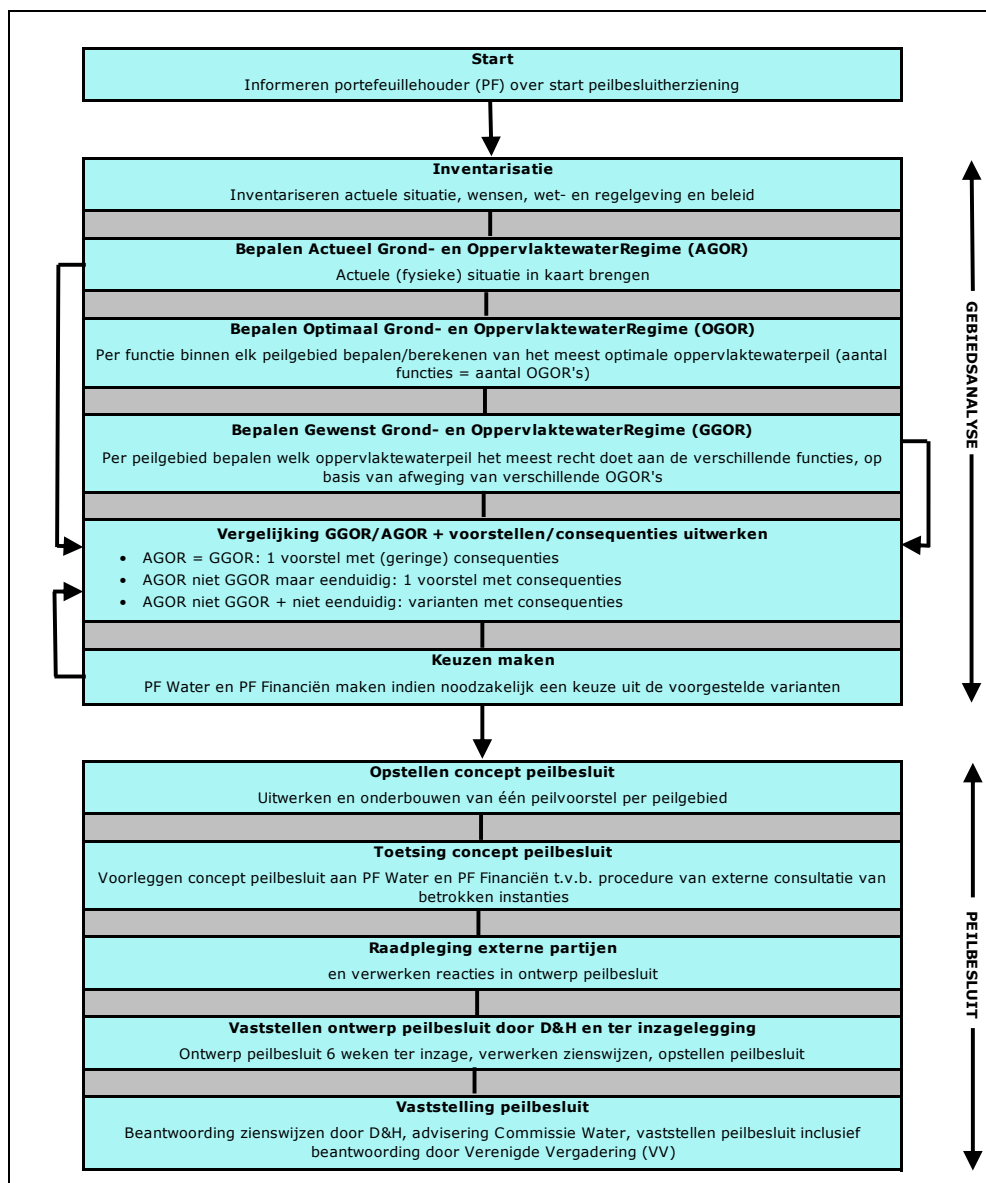 Start
Informeren portefeuillehouder (PF) over start peilbesluitherziening
Inventarisatie
Inventariseren actuele situatie, wensen, wet- en regelgeving en beleid
Bepalen Actueel Grond- en OppervlaktewaterRegime (AGOR)
Actuele (fysieke) situatie in kaart brengen
Bepalen Optimaal Grond- en OppervlaktewaterRegime (OGOR)
Per functie binnen elk peilgebied bepalen/berekenen van het meest optimale oppervlaktewaterpeil (aantal
functies = aantal OGOR's)
Bepalen Gewenst Grond- en OppervlaktewaterRegime (GGOR)
Per peilgebied bepalen welk oppervlaktewaterpeil het meest recht doet aan de verschillende functies, op
basis van afweging van verschillende OGOR's
Vergelijking GGOR/AGOR + voorstellen/consequenties uitwerken
• AGOR = GGOR: 1 voorstel met (geringe) consequenties
• AGOR niet GGOR maar eenduidig: 1 voorstel met consequenties
• AGOR niet GGOR + niet eenduidig: varianten met consequenties
Keuzen maken
PF Water en PF Financiën maken indien noodzakelijk een keuze uit de voorgestelde varianten
GEBIEDSANALYSE
Opstellen concept peilbesluit
Uitwerken en onderbouwen van één peilvoorstel per peilgebied
Toetsing concept peilbesluit
Voorleggen concept peilbesluit aan PF Water en PF Financiën t.v.b. procedure van externe consultatie van
betrokken instanties
Raadpleging externe partijen
en verwerken reacties in ontwerp peilbesluit
Vaststellen ontwerp peilbesluit door D&H en ter inzagelegging
Ontwerp peilbesluit 6 weken ter inzage, verwerken zienswijzen, opstellen peilbesluit
Vaststelling peilbesluit
Beantwoording zienswijzen door D&H, advisering Commissie Water, vaststellen peilbesluit inclusief
beantwoording door Verenigde Vergadering (VV)
PEILBESLUIT